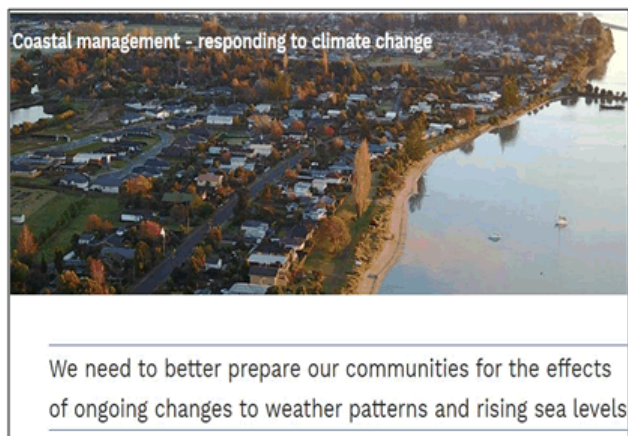 Coastal management - responding to climate change
We need to better prepare our communities for the effects
of ongoing changes to weather patterns and rising sea levels